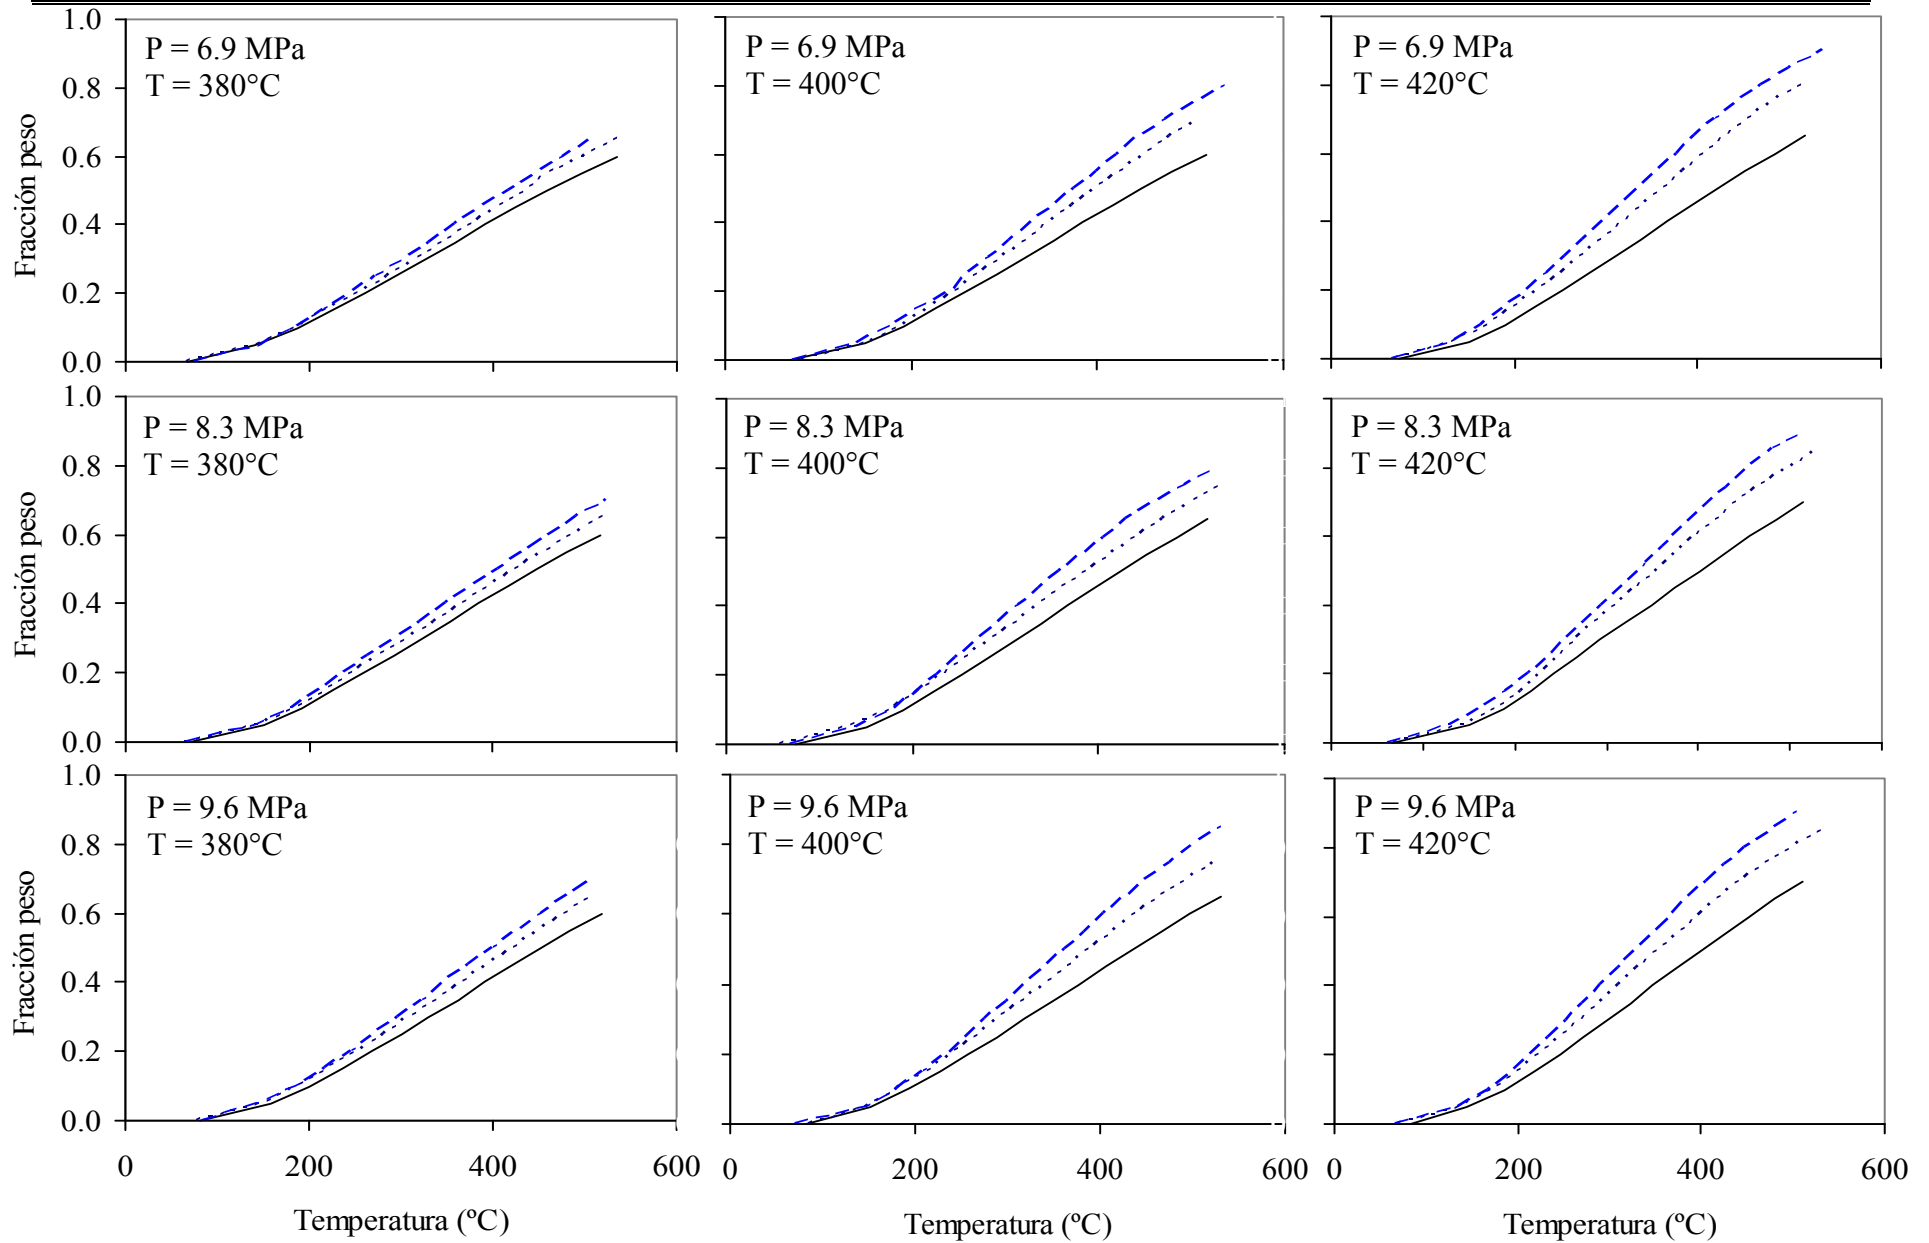 1.0
0.8
0.6
0.4
0.2
0.0
Fracción peso
P = 6.9 MPa
T = 380°C
P = 6.9 MPa
T = 400°C
P = 6.9 MPa
T = 420°C
1.0
0.8
0.6
0.4
0.2
0.0
Fracción peso
P = 8.3 MPa
T = 380°C
P = 8.3 MPa
T = 400°C
P = 8.3 MPa
T = 420°C
1.0
0.8
0.6
0.4
0.2
0.0
Fracción peso
P = 9.6 MPa
T = 380°C
P = 9.6 MPa
T = 400°C
P = 9.6 MPa
T = 420°C
0 200 400 600
0 200 400 600
0 200 400 600
Temperatura (ºC)
Temperatura (ºC)
Temperatura (ºC)